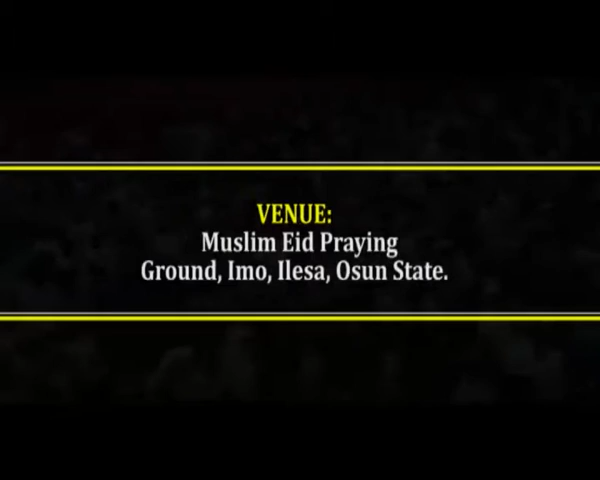 VENUE:
Muslim Eid Praying
Ground, Imo, Ilesa, Osun State.